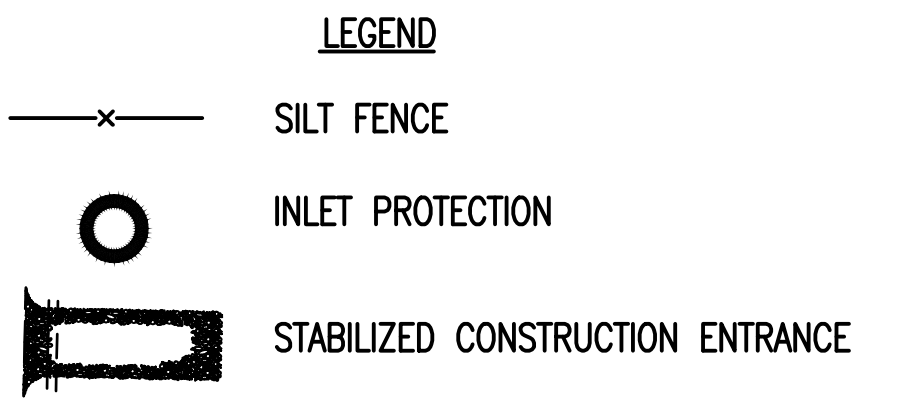 LEGEND
SILT FENCE
INLET PROTECTION
STABILIZED CONSTRUCTION ENTRANCE